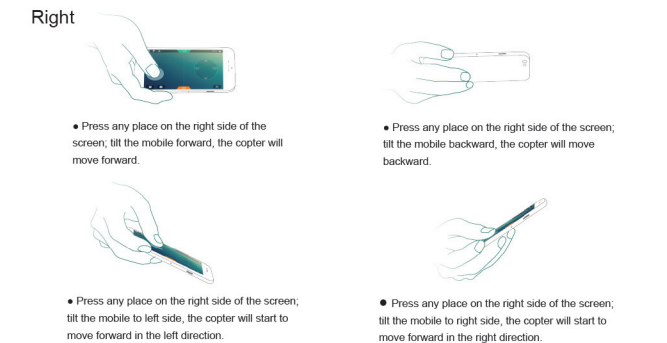 Right
● Press any place on the right side of the
screen; tilt the mobile forward, the copter will
move forward.
● Press any place on the right side of the screen;
tilt the mobile backward, the copter will move
backward.
● Press any place on the right side of the screen;
tilt the mobile to left side, the copter will start to
move forward in the left direction.
● Press any place on the right side of the screen;
tilt the mobile to right side, the copter will start to
move forward in the right direction.